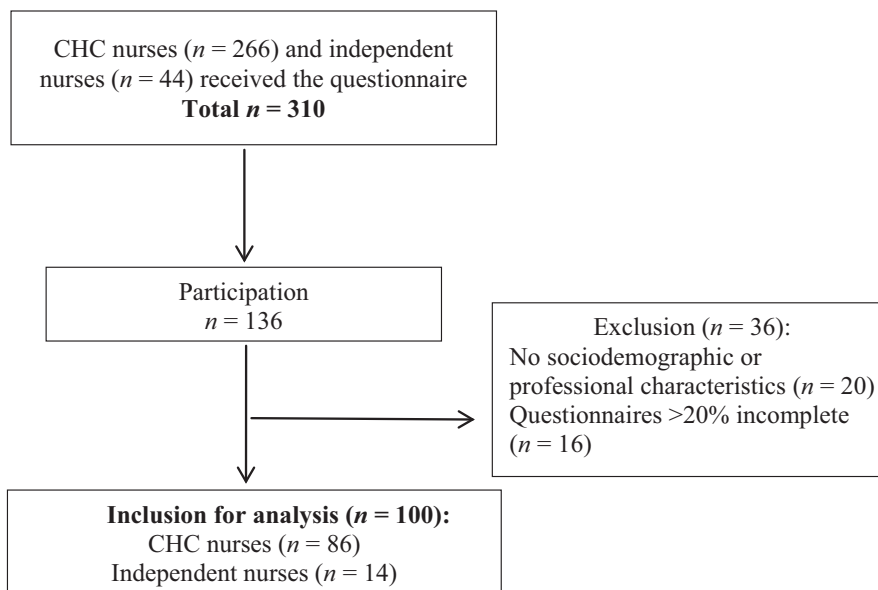 CHC nurses (n = 266) and independent
nurses (n = 44) received the questionnaire
Total n = 310
Participation
n = 136
Exclusion (n = 36):
No sociodemographic or
professional characteristics (n = 20)
Questionnaires >20% incomplete
(n = 16)
Inclusion for analysis (n = 100):
CHC nurses (n = 86)
Independent nurses (n = 14)